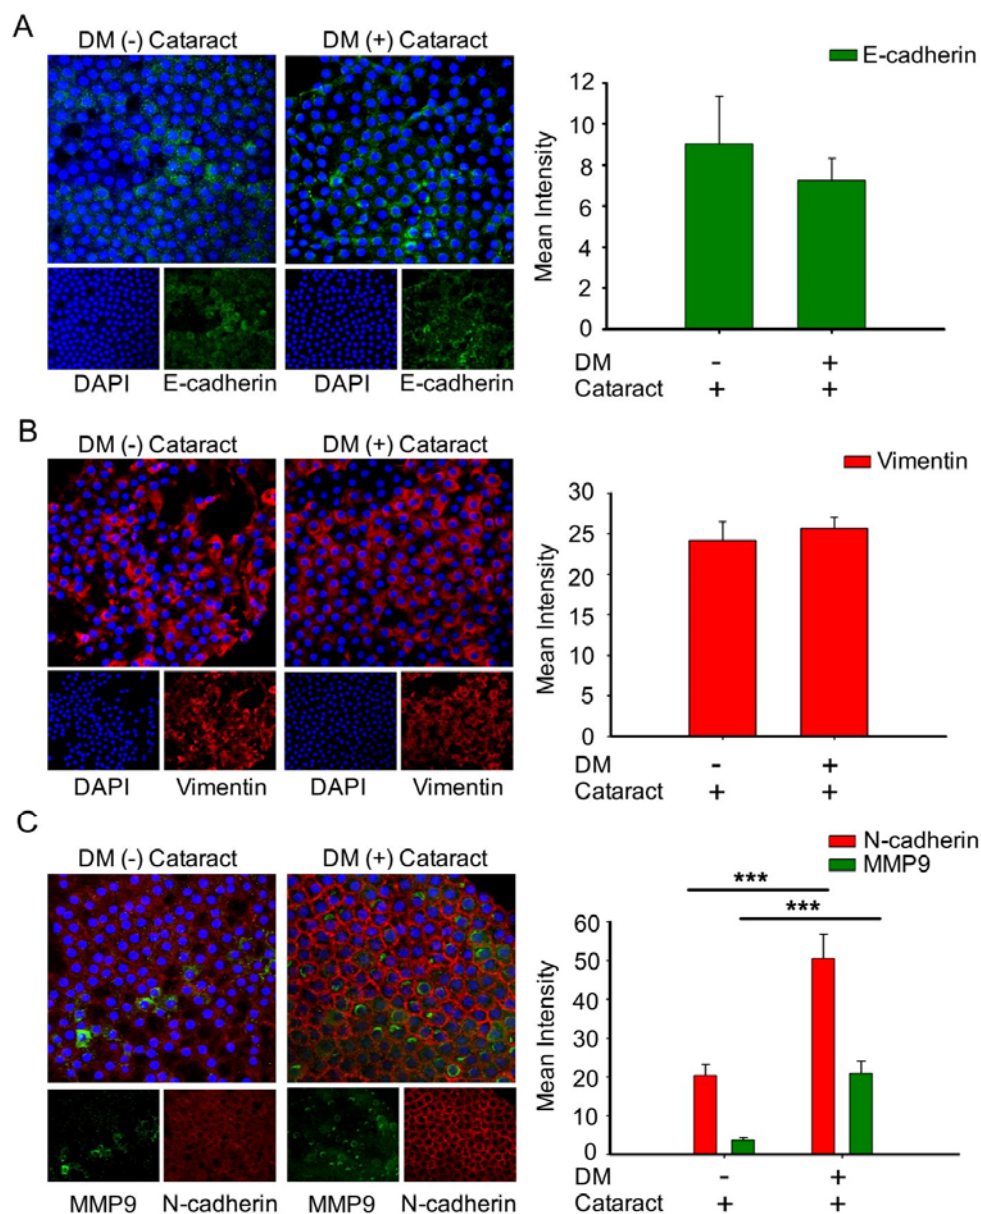 A
DM (-) Cataract
DM (+) Cataract
DAPI
E-cadherin
DAPI
E-cadherin
E-cadherin
Mean Intensity
12
10
8
6
4
2
0
DM
-
+
Cataract
+
+
B
DM (-) Cataract
DM (+) Cataract
DAPI
Vimentin
DAPI
Vimentin
Vimentin
Mean Intensity
30
25
20
15
10
5
0
DM
-
+
Cataract
+
+
C
DM (-) Cataract
DM (+) Cataract
MMP9
N-cadherin
MMP9
N-cadherin
N-cadherin
MMP9
***
***
Mean Intensity
60
50
40
30
20
10
0
DM
-
+
Cataract
+
+